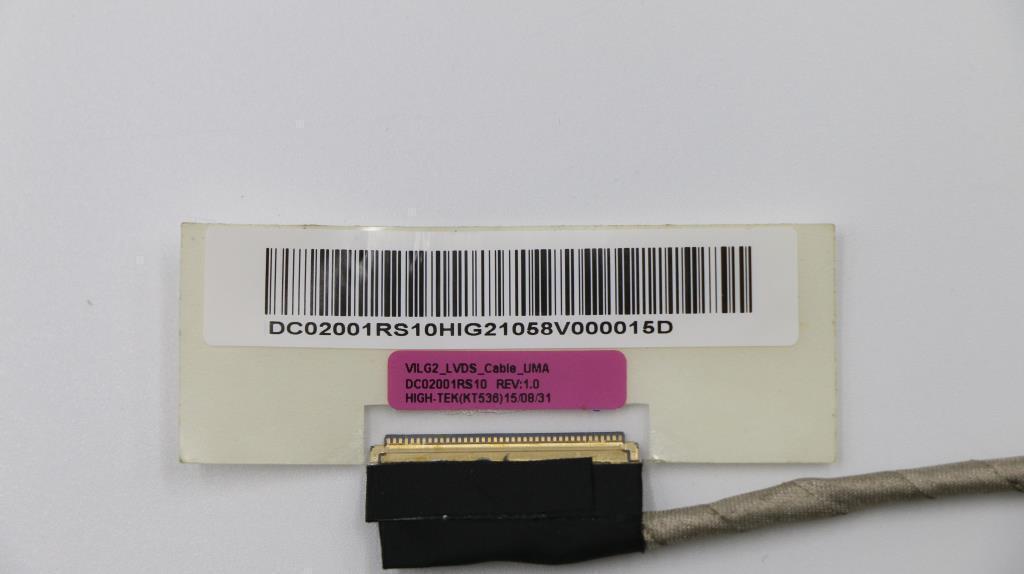 DC02001RS10HIG21058V000015D
VILG2_LVDS_Cable_UMA
DC02001RS10 REV:1.0
HIGH-TEK(KT536)15/08/31